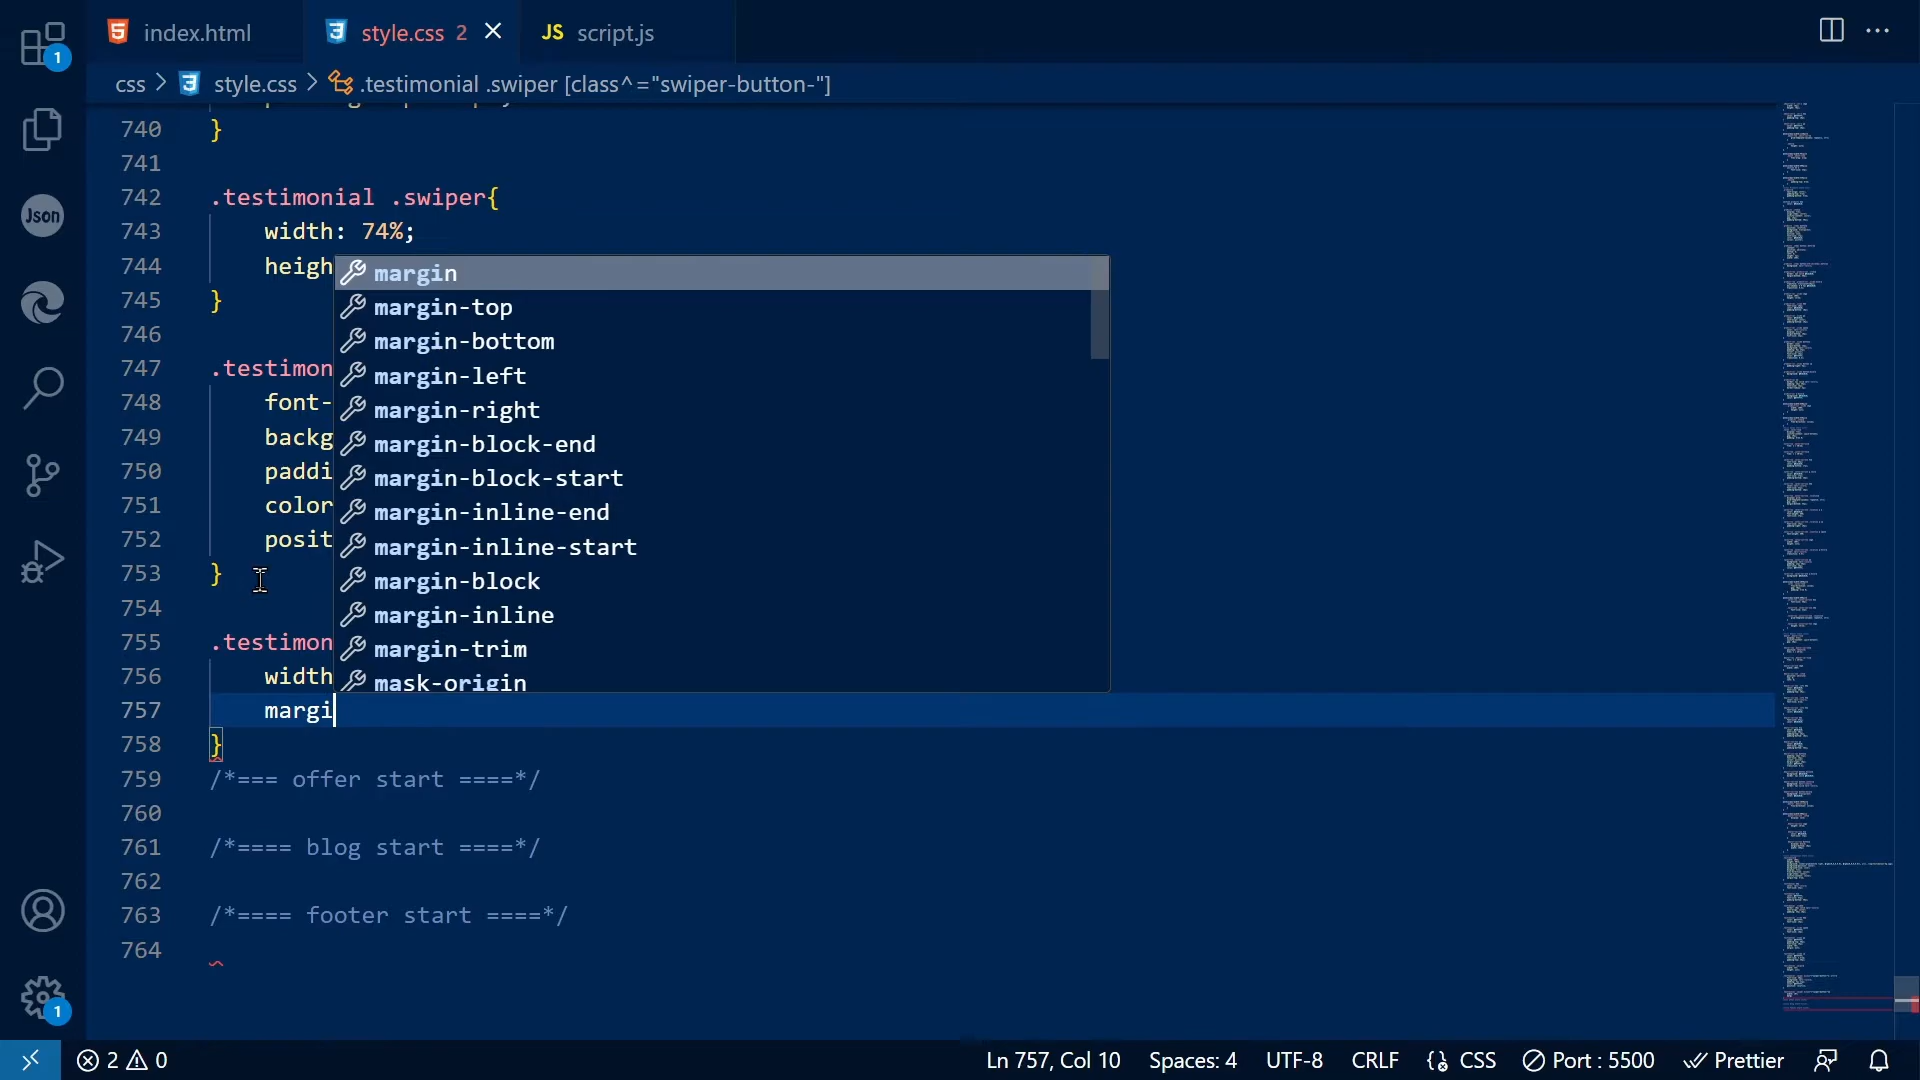 index.html
style.css 2
JS script.js
1
css > style.css > .testimonial .swiper [class^="swiper-button-"]
740 }
741
742 .testimonial .swiper{
743 width: 74%;
744 heigh
745 }
746
747 .testimon
748 font-
749 backg
750 paddi
751 color
752 posit
753 }
754
755 .testimon
756 width
757 margi
758 }
759 /*=== offer start ====*/
760
761 /*==== blog start ====*/
762
763 /*==== footer start ====*/
764
margin
margin-top
margin-bottom
margin-left
margin-right
margin-block-end
margin-block-start
margin-inline-end
margin-inline-start
margin-block
margin-inline
margin-trim
mask-origin
Json
1
2 0 Ln 757, Col 10 Spaces: 4 UTF-8 CRLF CSS Port : 5500 Prettier